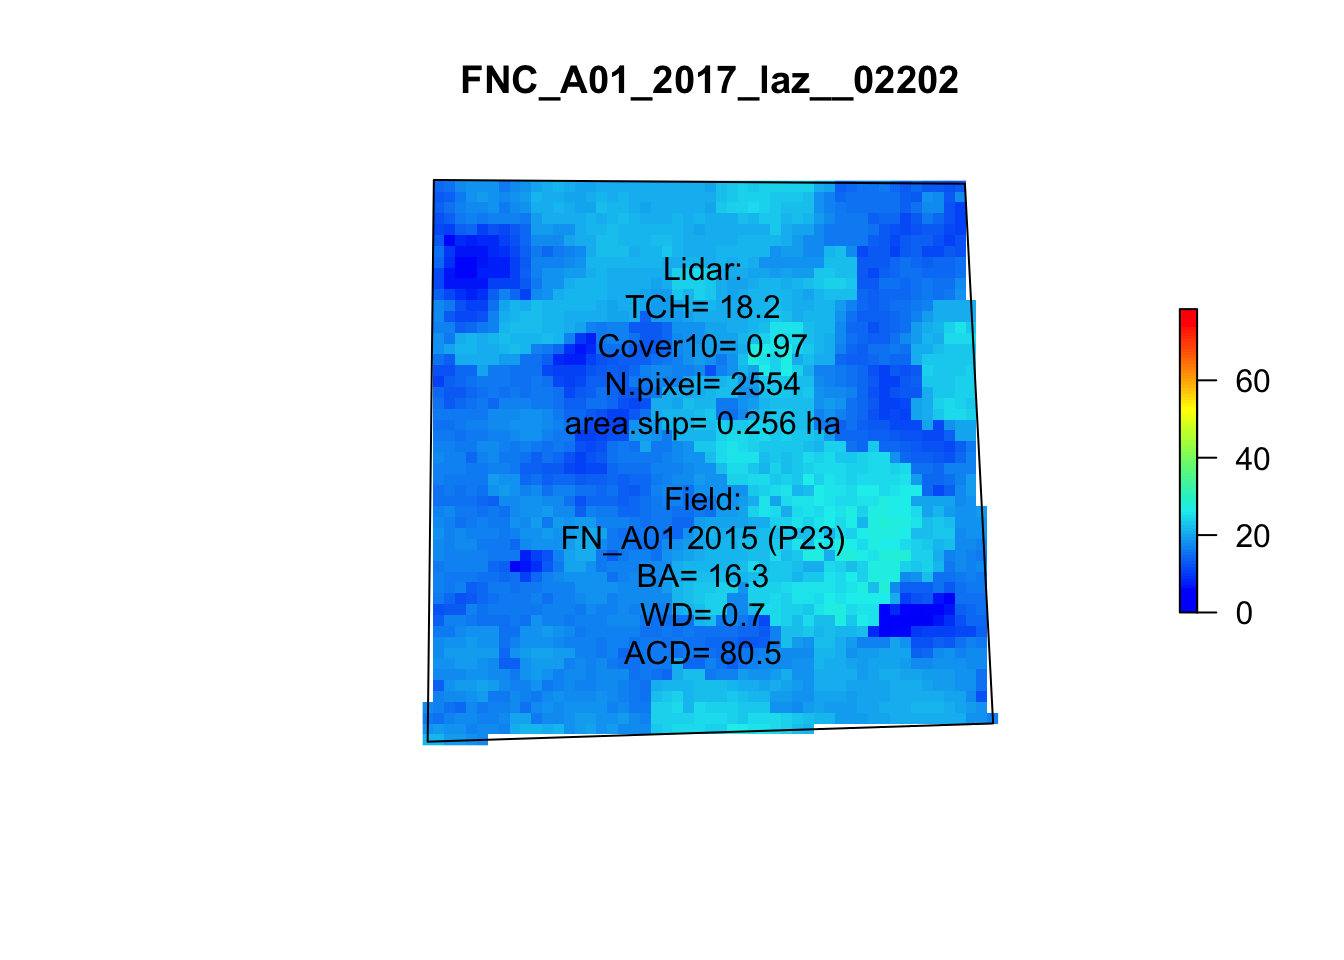 FNC_A01_2017_laz__02202
Lidar:
TCH= 18.2
Cover10= 0.97
N.pixel= 2554
area.shp= 0.256 ha
Field:
FN_A01 2015 (P23)
BA= 16.3
WD= 0.7
ACD= 80.5
60
40
20
0